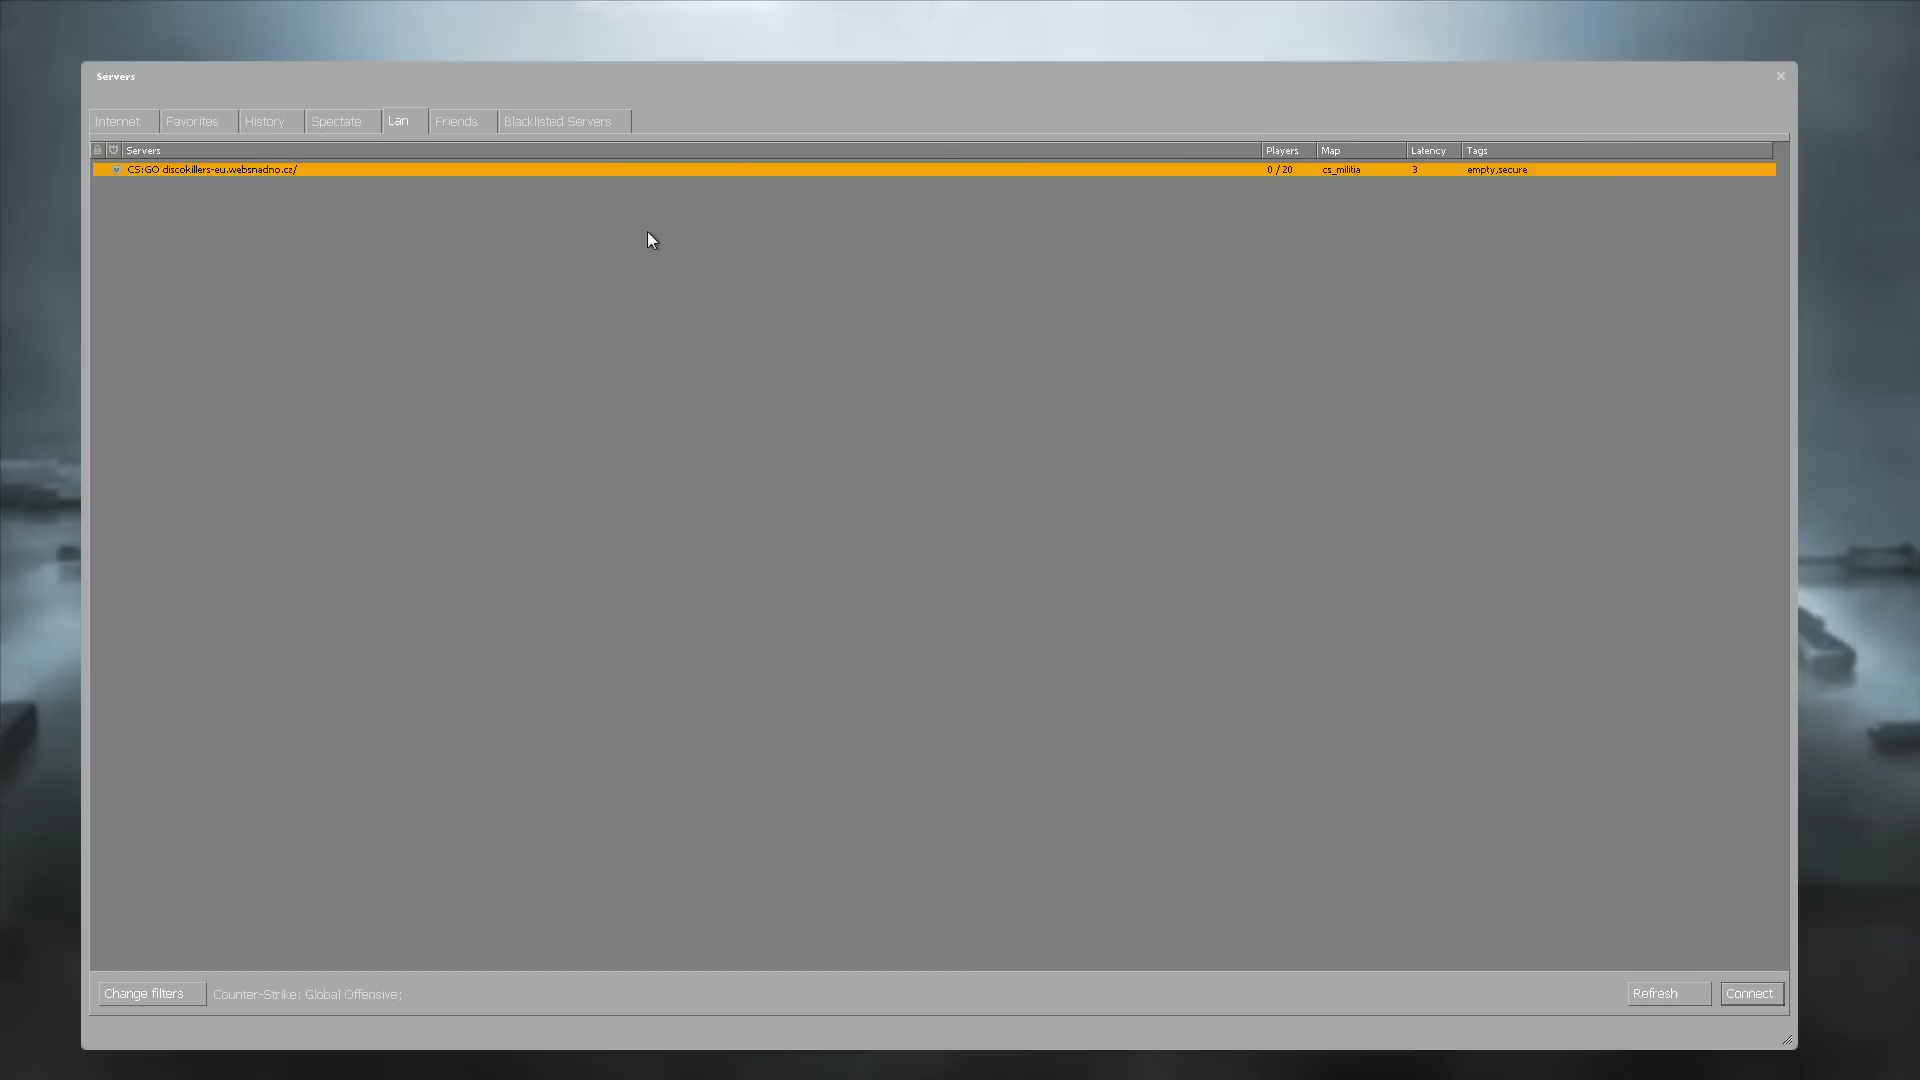 Servers
Internet Favorites History Spectate Lan Friends Blacklisted Servers
Servers Players Map Latency Tags
CS:GO discokillers-eu.websnadno.cz/ 0 / 20 cs_militia 3 empty,secure
Change filters Counter-Strike: Global Offensive; Refresh Connect